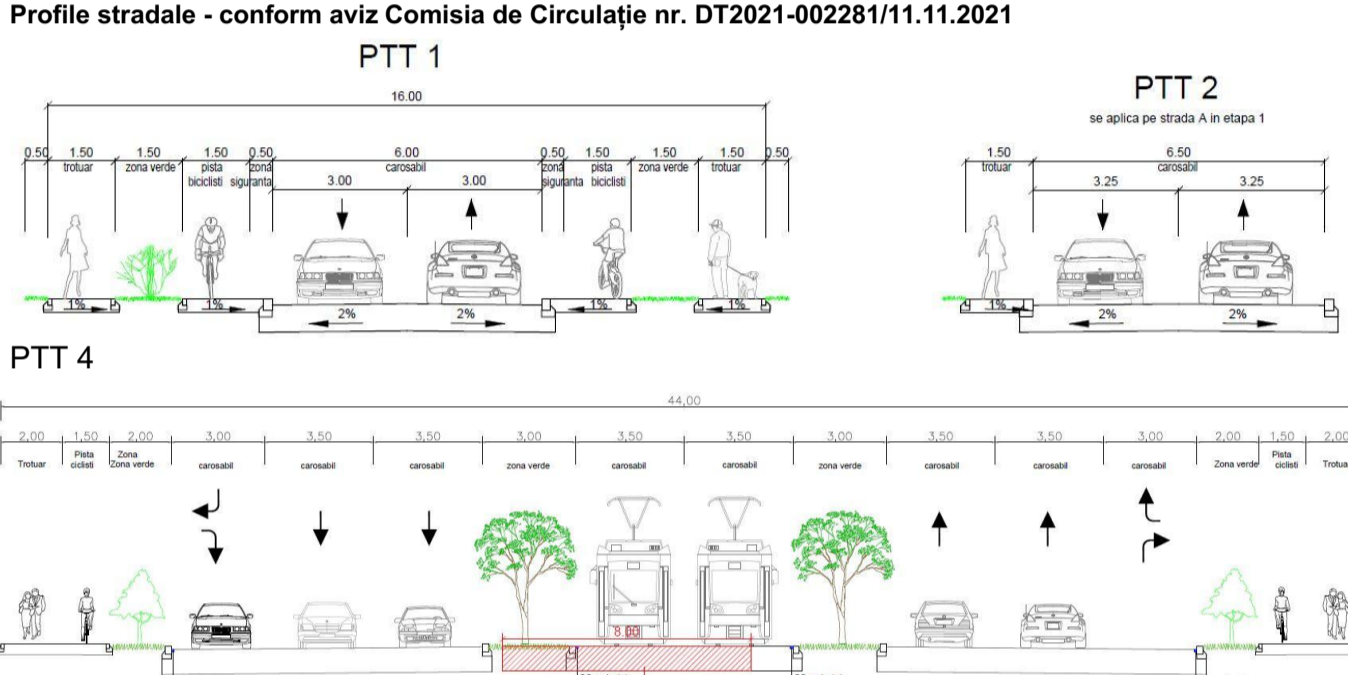 Profile stradale - conform aviz Comisia de Circulație nr. DT2021-002281/11.11.2021
PTT 1
16.00
0.50 1.50 1.50 1.50 0.50 6.00 0.50 1.50 1.50 1.50 0.50
trotuar zona verde pista biciclisti zona siguranta carosabil zona siguranta pista biciclisti zona verde trotuar
3.00 3.00
1% 1% 2% 2% 1% 1%
PTT 2
se aplica pe strada A in etapa 1
1.50 6.50
trotuar carosabil
3.25 3.25
1% 2% 2%
PTT 4
44,00
2,00 1,50 2,00 3,00 3,50 3,50 3,00 3,50 3,50 3,00 3,50 3,50 3,00 2,00 1,50 2,00
Trotuar Pista ciclisti Zona Zona verde carosabil carosabil carosabil zona verde carosabil carosabil zona verde carosabil carosabil carosabil Zona verde Pista ciclisti Trotua
8.00